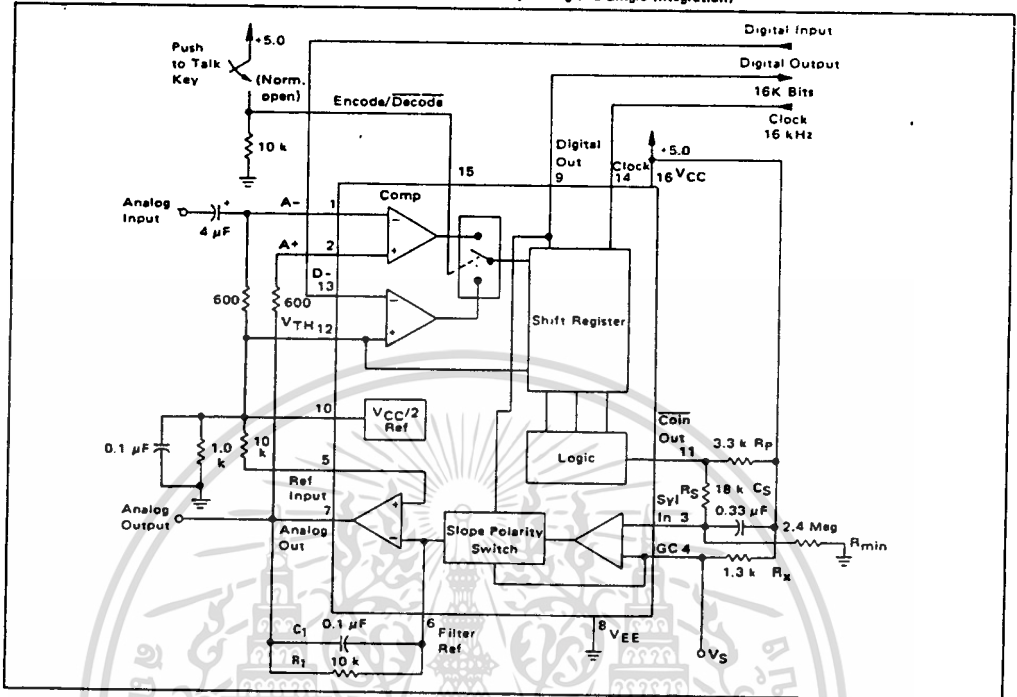 Push
to Talk
Key
+5.0
(Norm.
open)
10 k
Encode/Decode
Digital Input
Digital Output
16K Bits
Clock
16 kHz
+5.0
Digital
Out
9
Clock
14
16 VCC
15
Analog
Input
4 µF
+
A−
1
Comp
A+
2
D−
13
600
600
VTH 12
Shift Register
10
VCC/2
Ref
0.1 µF
1.0
k
10
k
5
Ref
Input
7
Analog
Output
Analog
Out
Logic
Coin
Out
11
3.3 k RP
RS
18 k CS
0.33 µF
Syl
In 3
2.4 Meg
Rmin
GC 4
1.3 k Rx
Slope Polarity
Switch
6
Filter
Ref
8
VEE
VS
C1
0.1 µF
R1
10 k